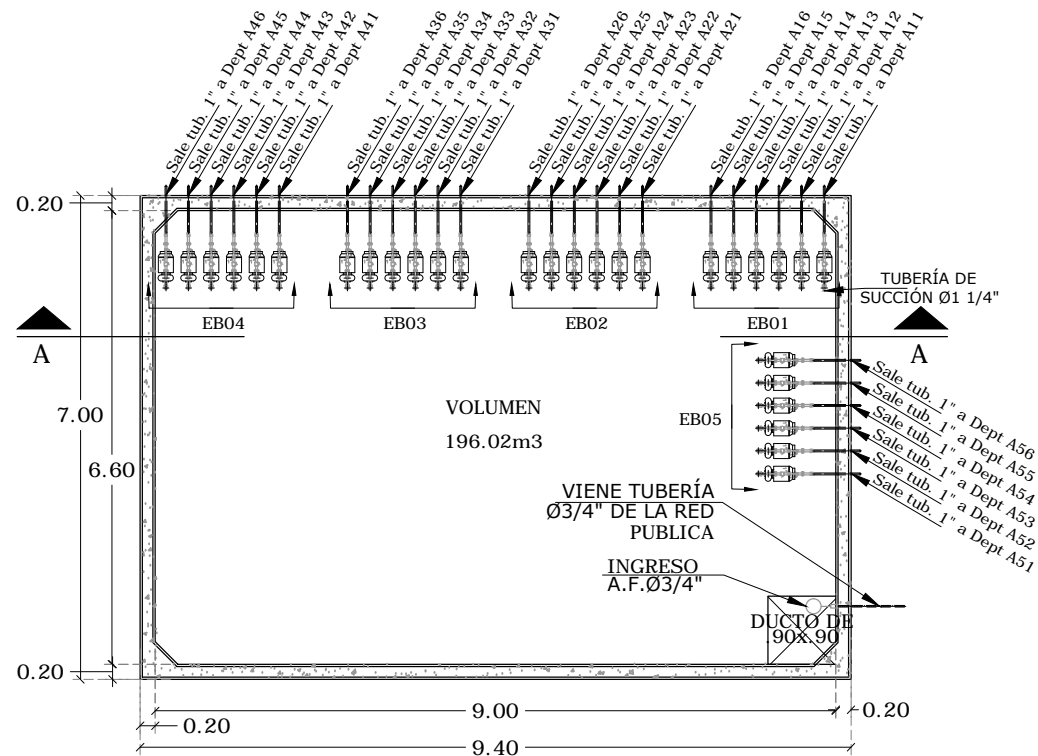 Sale tub. 1" a Dept A46
Sale tub. 1" a Dept A45
Sale tub. 1" a Dept A44
Sale tub. 1" a Dept A43
Sale tub. 1" a Dept A42
Sale tub. 1" a Dept A41
Sale tub. 1" a Dept A36
Sale tub. 1" a Dept A35
Sale tub. 1" a Dept A34
Sale tub. 1" a Dept A33
Sale tub. 1" a Dept A32
Sale tub. 1" a Dept A31
Sale tub. 1" a Dept A26
Sale tub. 1" a Dept A25
Sale tub. 1" a Dept A24
Sale tub. 1" a Dept A23
Sale tub. 1" a Dept A22
Sale tub. 1" a Dept A21
Sale tub. 1" a Dept A16
Sale tub. 1" a Dept A15
Sale tub. 1" a Dept A14
Sale tub. 1" a Dept A13
Sale tub. 1" a Dept A12
Sale tub. 1" a Dept A11
0.20
TUBERÍA DE
SUCCIÓN Ø1 1/4"
EB04
EB03
EB02
EB01
A
A
7.00
6.60
VOLUMEN
196.02m3
EB05
Sale tub. 1" a Dept A56
Sale tub. 1" a Dept A55
Sale tub. 1" a Dept A54
Sale tub. 1" a Dept A53
Sale tub. 1" a Dept A52
Sale tub. 1" a Dept A51
VIENE TUBERÍA
Ø3/4" DE LA RED
PUBLICA
INGRESO
A.F.Ø3/4"
DUCTO DE
.90x.90
0.20
0.20
9.00
0.20
9.40